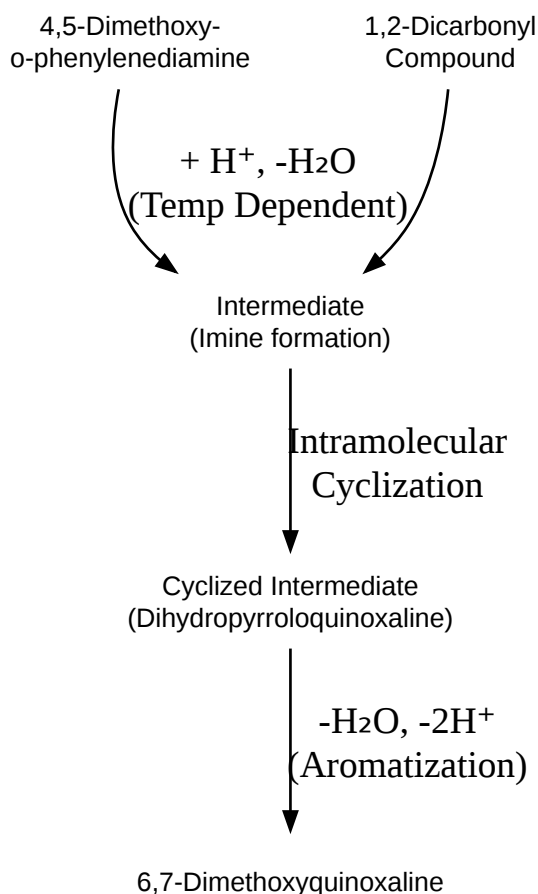 4,5-Dimethoxy-
o-phenylenediamine
1,2-Dicarbonyl
Compound
+ H⁺, -H₂O
(Temp Dependent)
Intermediate
(Imine formation)
Intramolecular
Cyclization
Cyclized Intermediate
(Dihydropyrroloquinoxaline)
-H₂O, -2H⁺
(Aromatization)
6,7-Dimethoxyquinoxaline